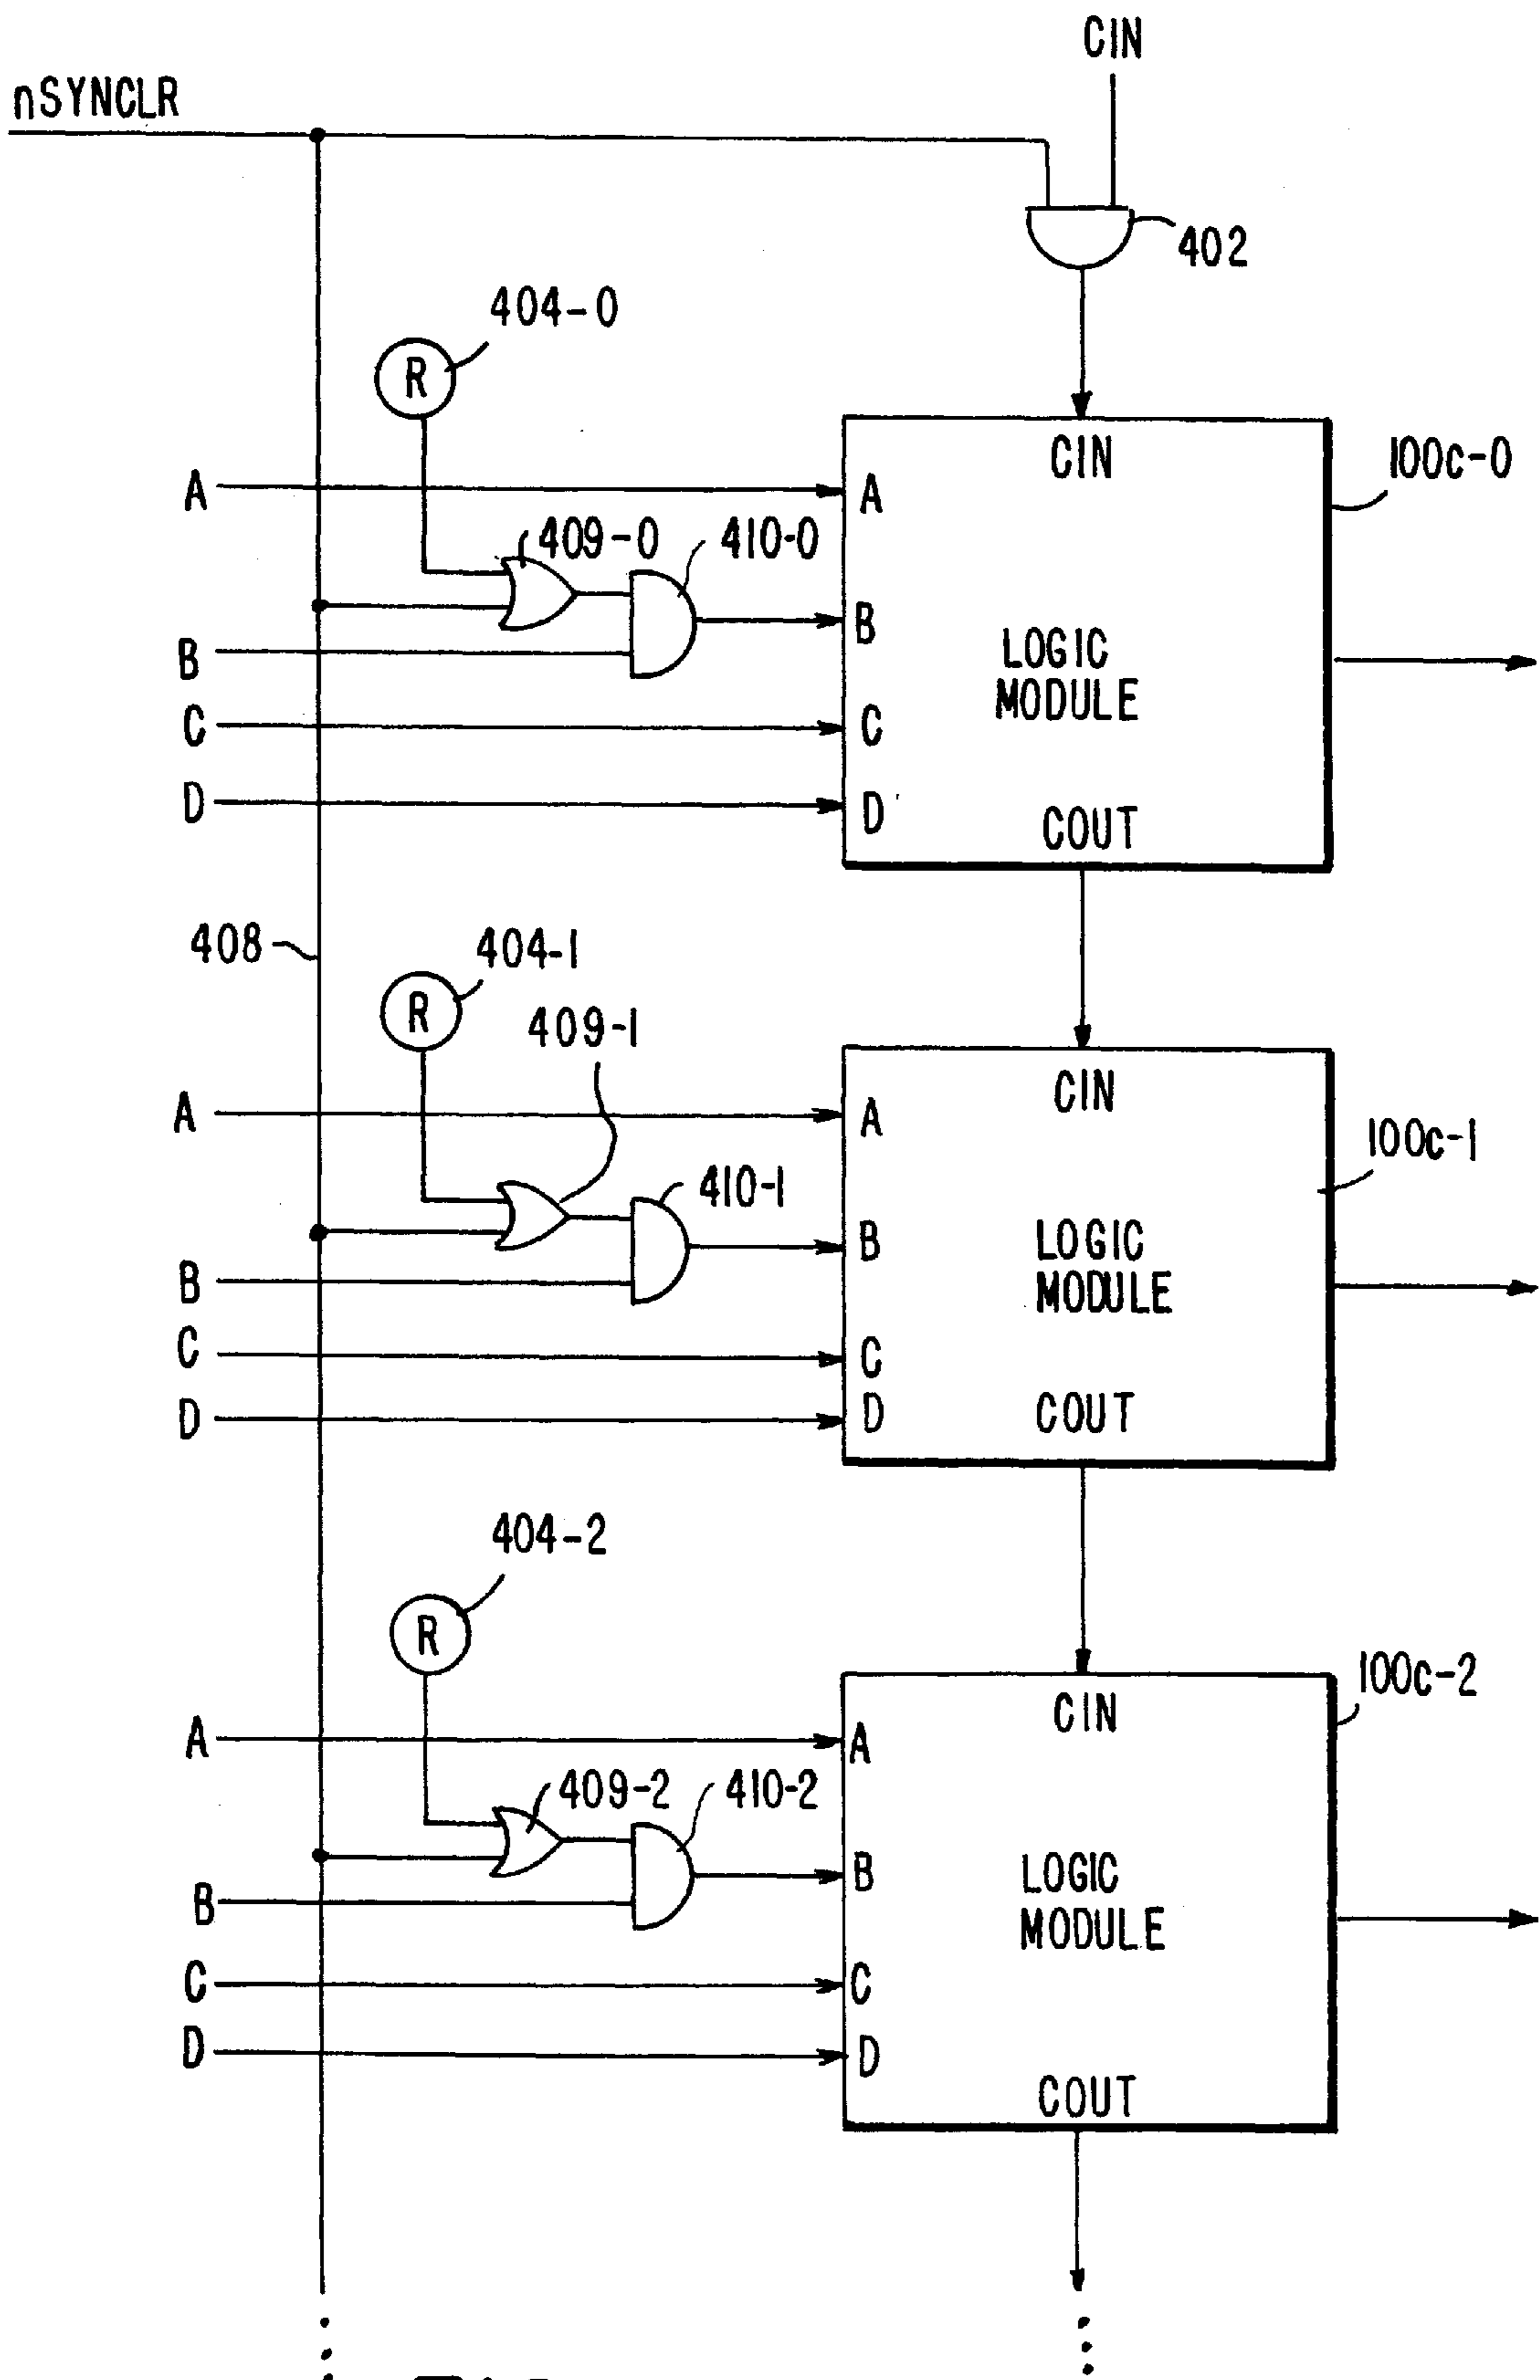 CIN
nSYNCLR
402
404-0
R
CIN
100c-0
A
A
409-0
410-0
B
B
LOGIC
MODULE
C
C
D
D
COUT
408
404-1
R
409-1
CIN
A
A
100c-1
410-1
B
B
LOGIC
MODULE
C
C
D
D
COUT
404-2
R
100c-2
CIN
A
A
409-2
410-2
B
B
LOGIC
MODULE
C
C
D
D
COUT